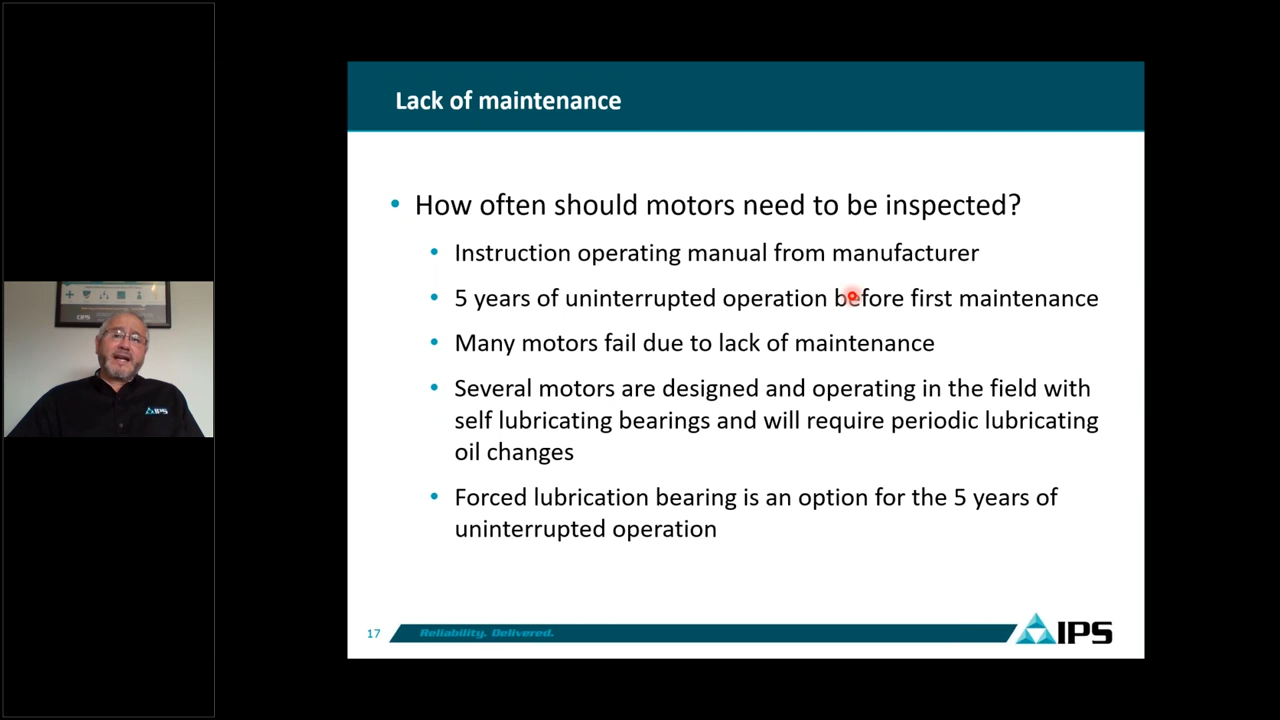 Lack of maintenance
How often should motors need to be inspected?
Instruction operating manual from manufacturer
5 years of uninterrupted operation before first maintenance
Many motors fail due to lack of maintenance
Several motors are designed and operating in the field with
self lubricating bearings and will require periodic lubricating
oil changes
Forced lubrication bearing is an option for the 5 years of
uninterrupted operation
17
Reliability. Delivered.
IPS
IPS
IPS